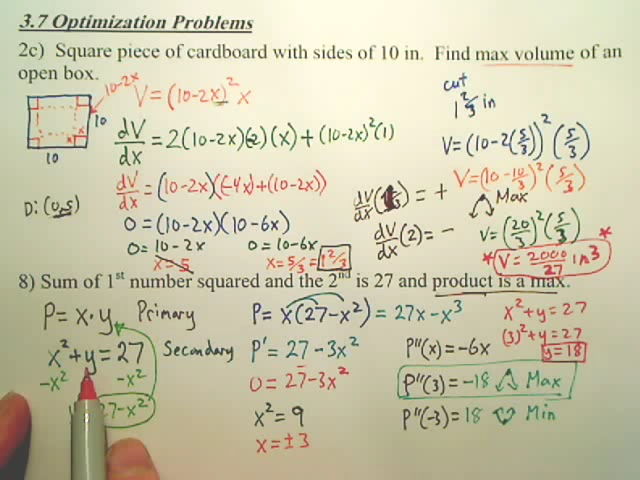 3.7 Optimization Problems
2c) Square piece of cardboard with sides of 10 in. Find max volume of an
open box.
10-2x
10
10
x
x
D: (0,5)
V = (10-2x)² x
dV/dx = 2(10-2x)(-2)(x) + (10-2x)²(1)
dV/dx = (10-2x)(-4x+(10-2x))
0 = (10-2x)(10-6x)
0 = 10-2x
0 = 10-6x
x = 5
x = 5/3 = 1 2/3
cut
1 2/3 in
V = (10-2(5/3))² (5/3)
V = (10-10/3)² (5/3)
dV/dx (1) = +
Max
dV/dx (2) = -
V = (20/3)² (5/3)
* V = 2000/27 in³ *
8) Sum of 1st number squared and the 2nd is 27 and product is a max.
P = x·y Primary
x² + y = 27 Secondary
-x² -x²
27-x²
P = x(27-x²) = 27x-x³
P' = 27-3x²
0 = 27-3x²
x² = 9
x = ±3
P"(x) = -6x
P"(3) = -18 Max
P"(-3) = 18 Min
x²+y = 27
(3)²+y = 27
y = 18